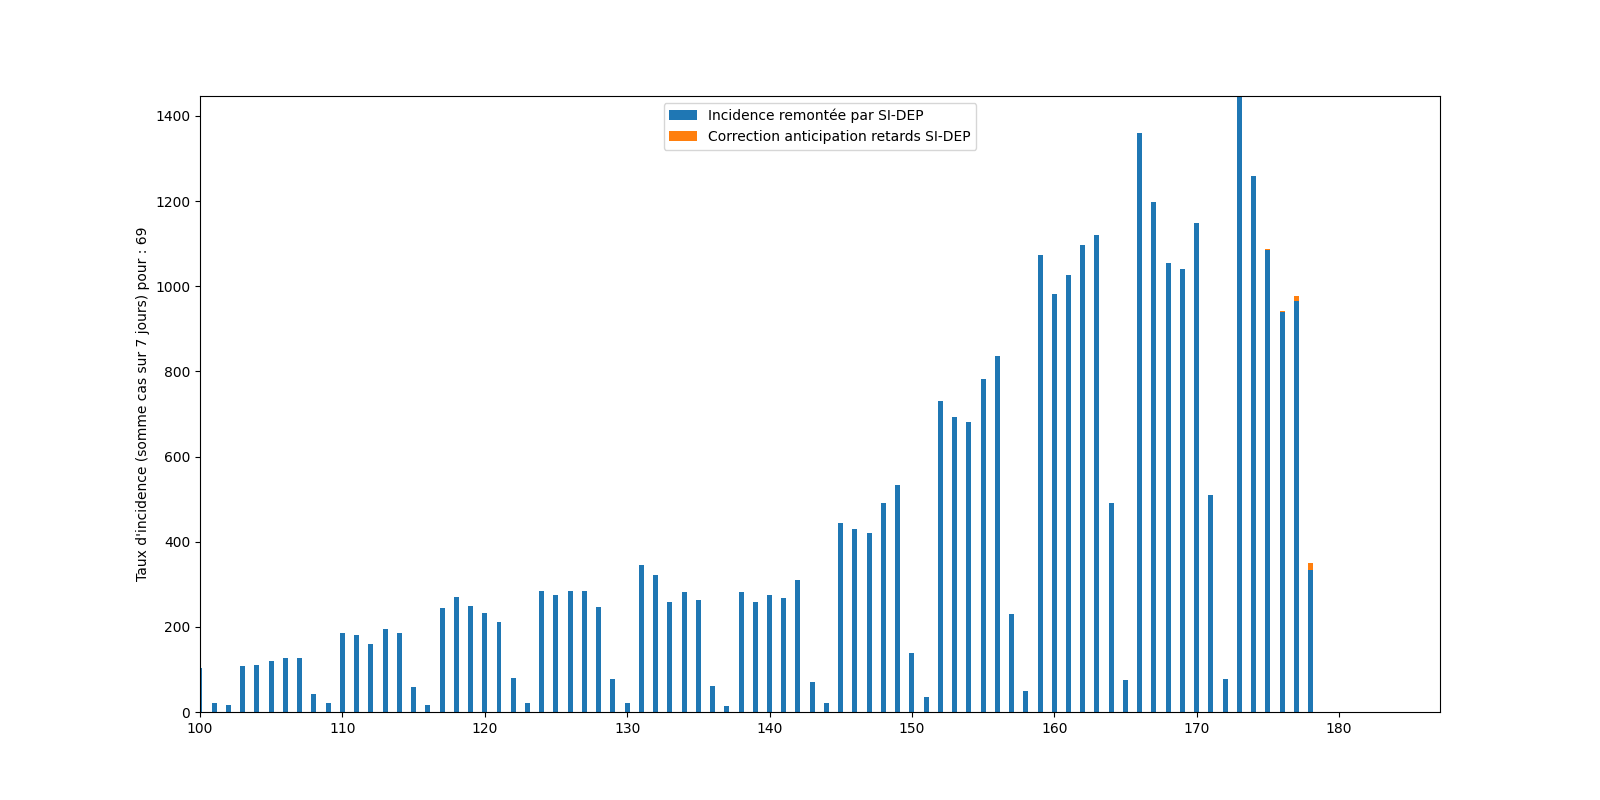 Incidence remontée par SI-DEP
Correction anticipation retards SI-DEP
Taux d'incidence (somme cas sur 7 jours) pour : 69
1400
1200
1000
800
600
400
200
0
100 110 120 130 140 150 160 170 180